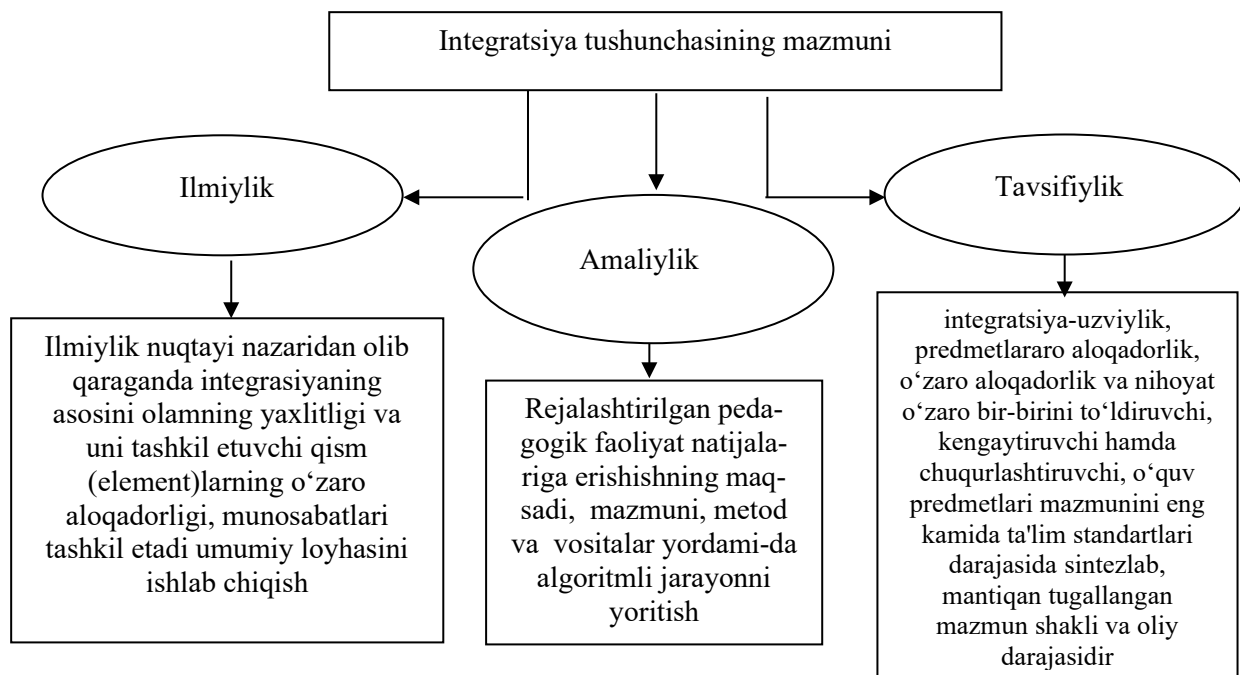 Integratsiya tushunchasining mazmuni
Ilmiylik
Amaliylik
Tavsifiylik
Ilmiylik nuqtayi nazaridan olib
qaraganda integrasiyaning
asosini olamning yaxlitligi va
uni tashkil etuvchi qism
(element)larning o‘zaro
aloqadorligi, munosabatlari
tashkil etadi umumiy loyhasini
ishlab chiqish
Rejalashtirilgan peda-
gogik faoliyat natijala-
riga erishishning maq-
sadi, mazmuni, metod
va vositalar yordami-da
algoritmli jarayonni
yoritish
integratsiya-uzviylik,
predmetlararo aloqadorlik,
o‘zaro aloqadorlik va nihoyat
o‘zaro bir-birini to‘ldiruvchi,
kengaytiruvchi hamda
chuqurlashtiruvchi, o‘quv
predmetlari mazmunini eng
kamida ta'lim standartlari
darajasida sintezlab,
mantiqan tugallangan
mazmun shakli va oliy
darajasidir